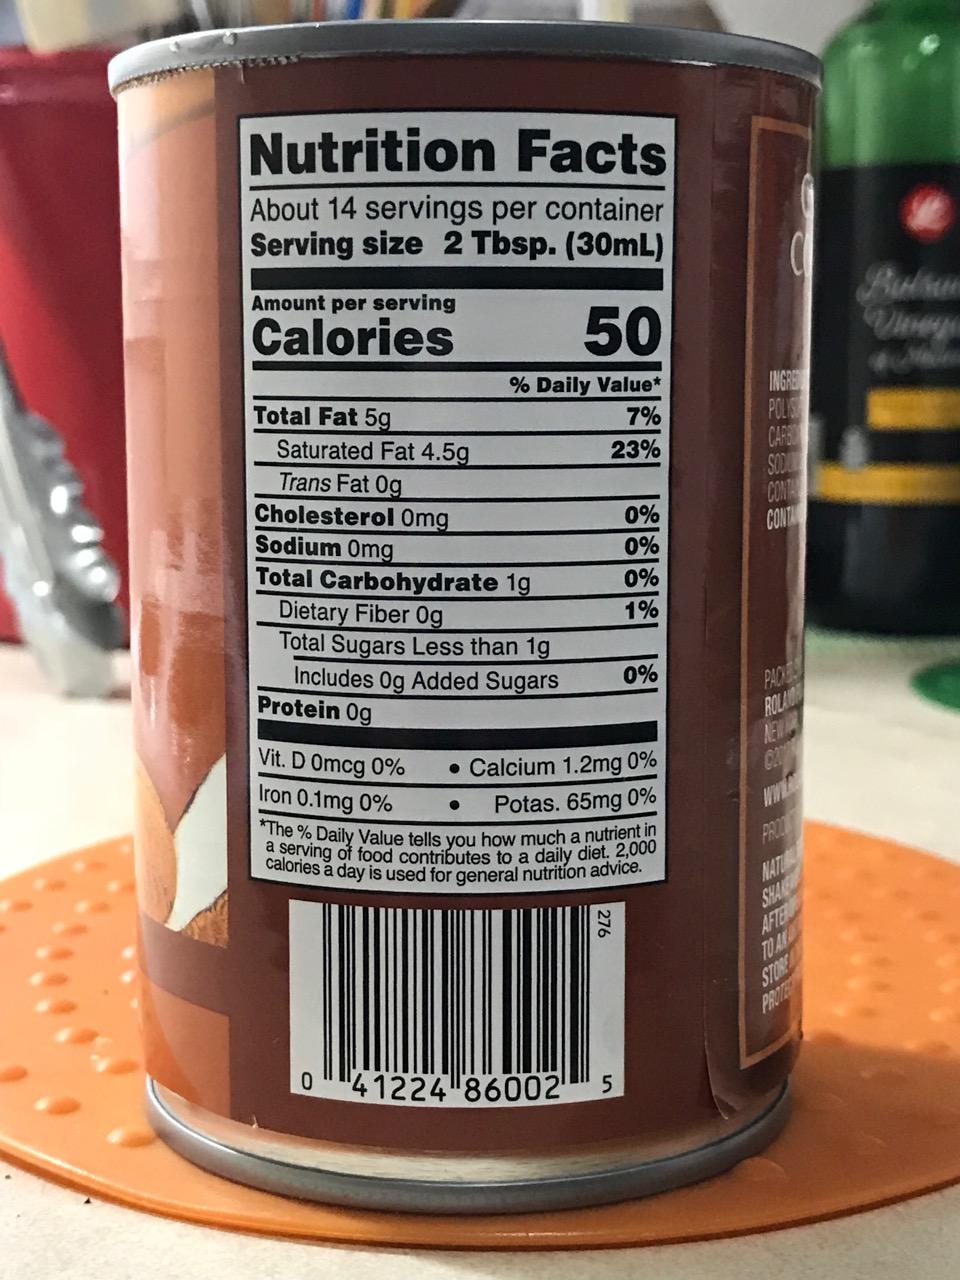 Nutrition Facts
About 14 servings per container
Serving size 2 Tbsp. (30mL)
Amount per serving
Calories 50
% Daily Value*
Total Fat 5g 7%
Saturated Fat 4.5g 23%
Trans Fat 0g
Cholesterol 0mg 0%
Sodium 0mg 0%
Total Carbohydrate 1g 0%
Dietary Fiber 0g 1%
Total Sugars Less than 1g
Includes 0g Added Sugars 0%
Protein 0g
Vit. D 0mcg 0% • Calcium 1.2mg 0%
Iron 0.1mg 0% • Potas. 65mg 0%
*The % Daily Value tells you how much a nutrient in
a serving of food contributes to a daily diet. 2,000
calories a day is used for general nutrition advice.
276
0 41224 86002 5